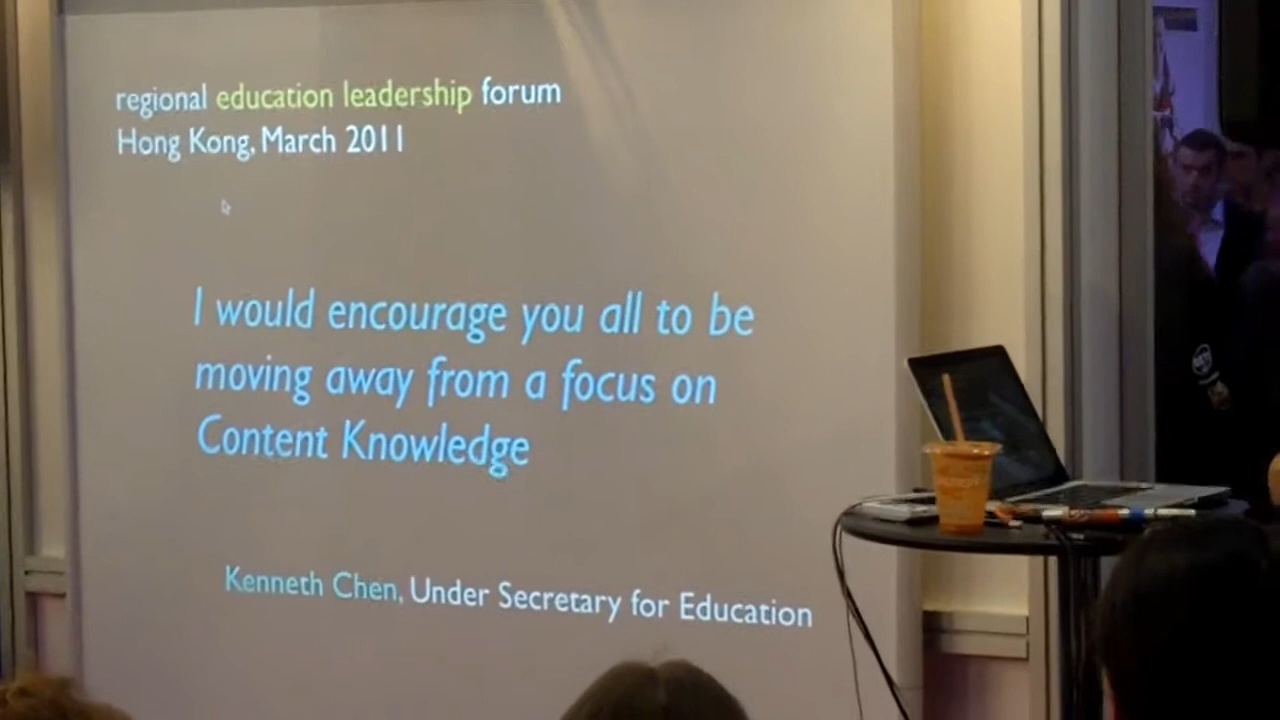 regional education leadership forum
Hong Kong, March 2011
I would encourage you all to be
moving away from a focus on
Content Knowledge
Kenneth Chen, Under Secretary for Education